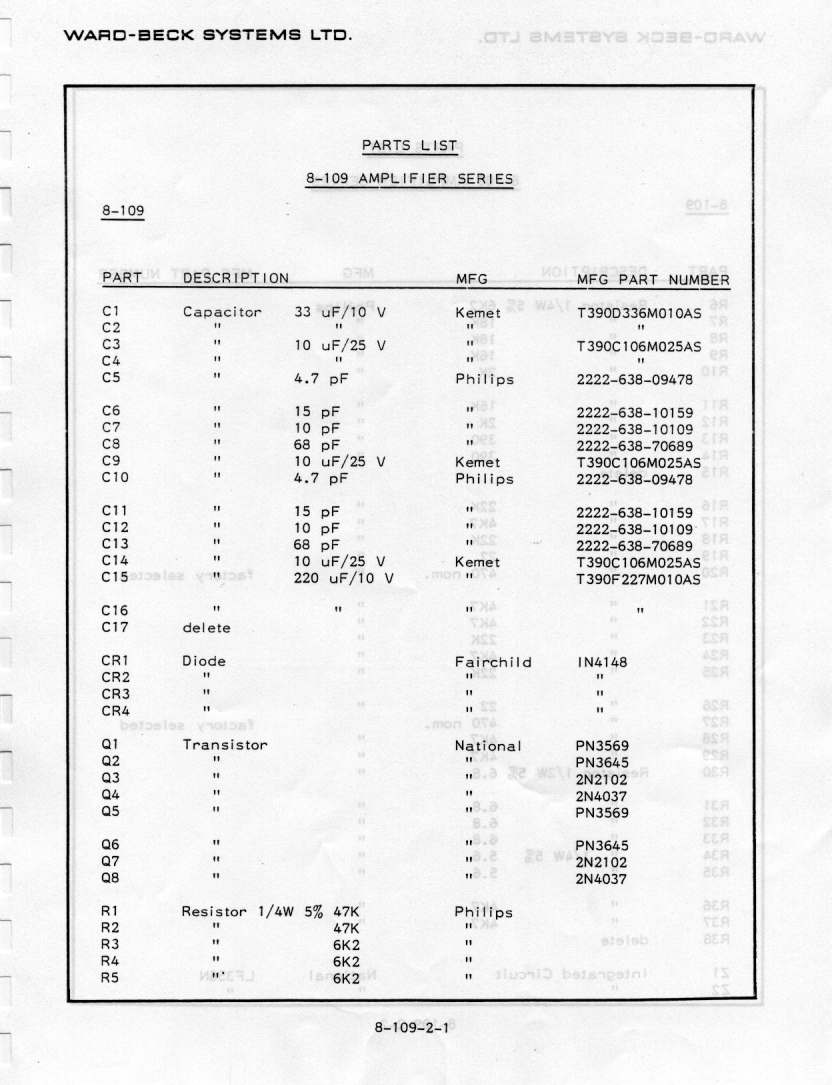 WARD-BECK SYSTEMS LTD.
PARTS LIST
8-109 AMPLIFIER SERIES
8-109
PART DESCRIPTION MFG MFG PART NUMBER
C1 Capacitor 33 uF/10 V Kemet T390D336M010AS
C2 " " " "
C3 " 10 uF/25 V " T390C106M025AS
C4 " " " "
C5 " 4.7 pF Philips 2222-638-09478
C6 " 15 pF " 2222-638-10159
C7 " 10 pF " 2222-638-10109
C8 " 68 pF " 2222-638-70689
C9 " 10 uF/25 V Kemet T390C106M025AS
C10 " 4.7 pF Philips 2222-638-09478
C11 " 15 pF " 2222-638-10159
C12 " 10 pF " 2222-638-10109
C13 " 68 pF " 2222-638-70689
C14 " 10 uF/25 V Kemet T390C106M025AS
C15 " 220 uF/10 V " T390F227M010AS
C16 " " " "
C17 delete
CR1 Diode Fairchild IN4148
CR2 " " "
CR3 " " "
CR4 " " "
Q1 Transistor National PN3569
Q2 " " PN3645
Q3 " " 2N2102
Q4 " " 2N4037
Q5 " " PN3569
Q6 " " PN3645
Q7 " " 2N2102
Q8 " " 2N4037
R1 Resistor 1/4W 5% 47K Philips
R2 " 47K "
R3 " 6K2 "
R4 " 6K2 "
R5 " 6K2 "
8-109-2-1